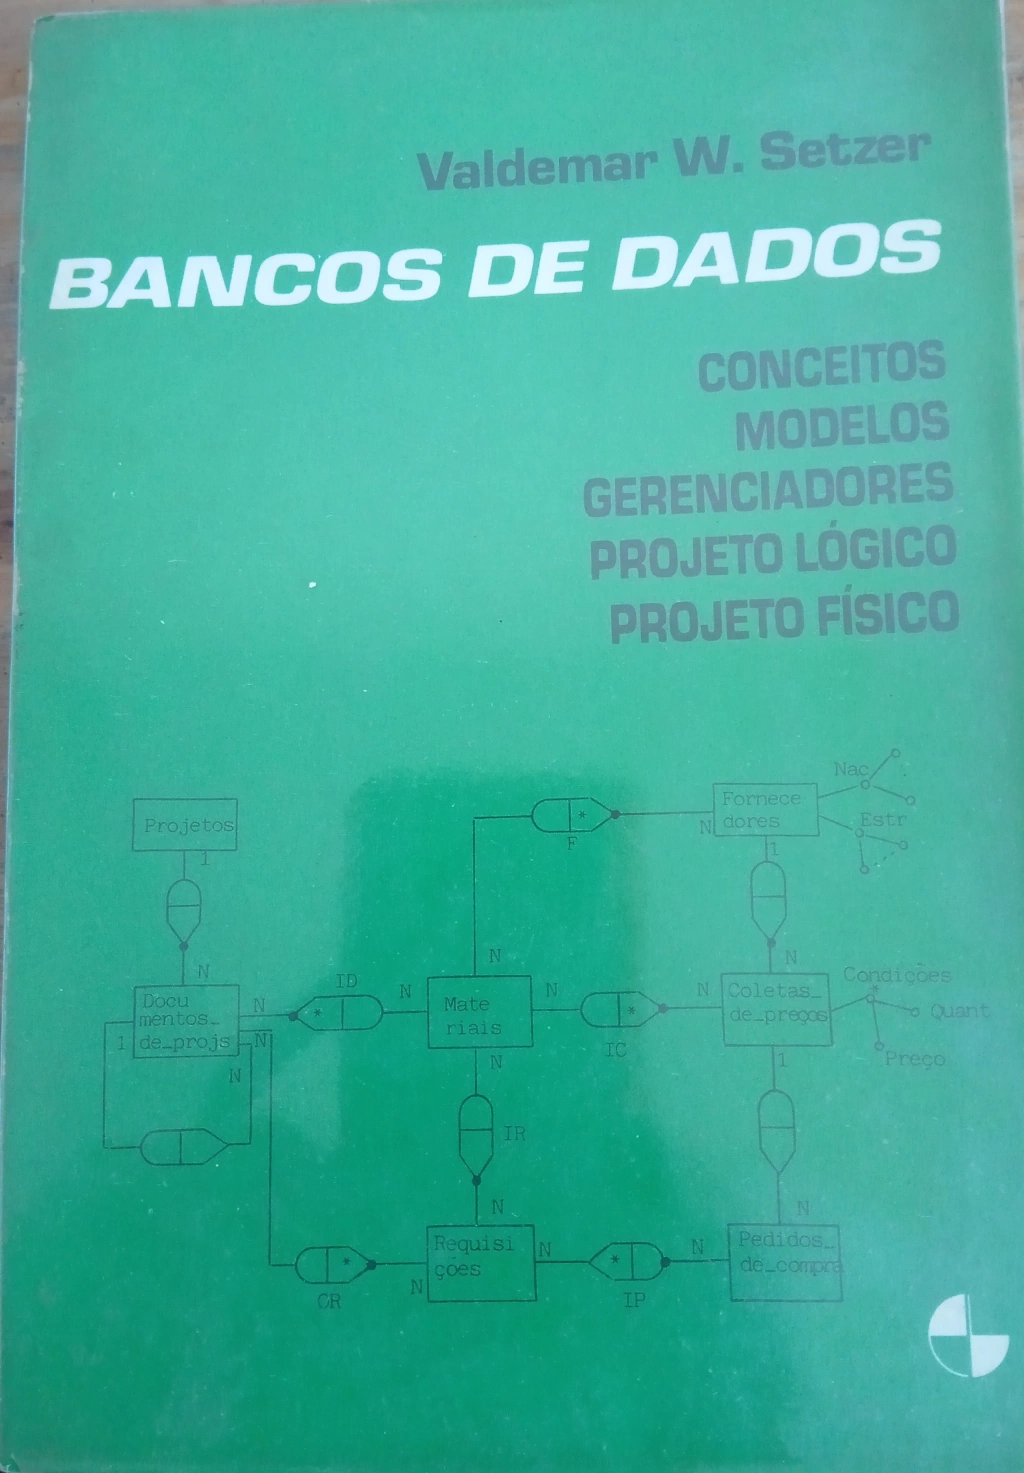 Valdemar W. Setzer
BANCOS DE DADOS
CONCEITOS
MODELOS
GERENCIADORES
PROJETO LÓGICO
PROJETO FÍSICO
Nac
Projetos
1
*
F
N
Fornece
dores
Estr
1
N
N
N
Docu
mentos_
de_projs
N
ID
*
N
Mate
riais
N
*
IC
N
Coletas_
de_preços
Condições
*
Quant
Preço
1
N
N
N
IR
1
N
N
CR
*
N
Requisi
ções
N
*
IP
N
Pedidos_
de_compra